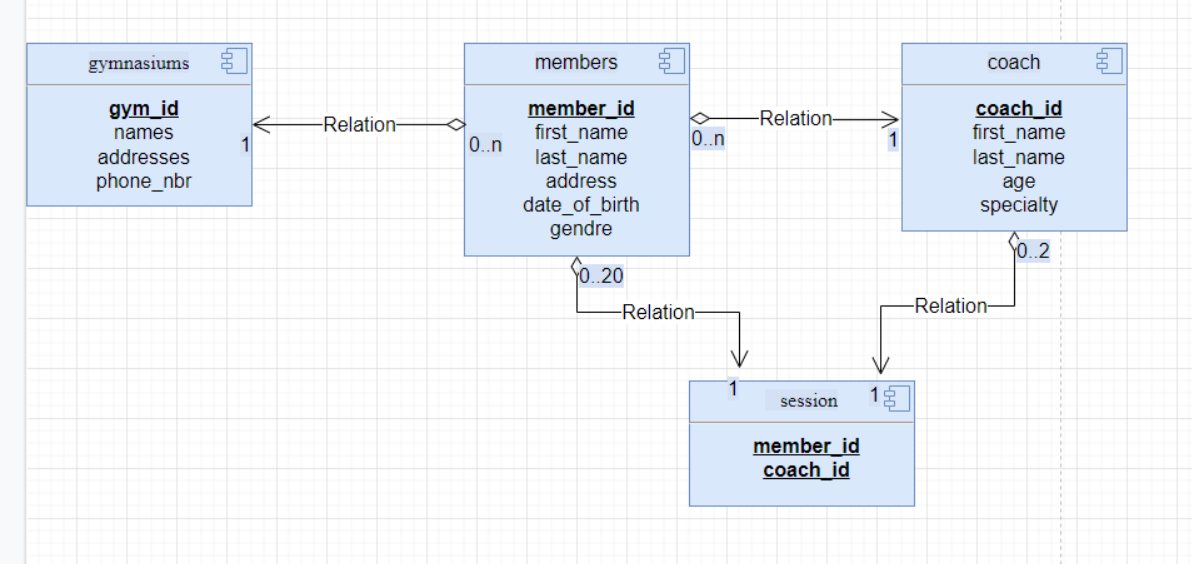 gymnasiums
gym_id
names
addresses
phone_nbr
1
Relation
0..n
members
member_id
first_name
last_name
address
date_of_birth
gendre
0..n
Relation
1
coach
coach_id
first_name
last_name
age
specialty
0..20
Relation
1
0..2
Relation
1
session
member_id
coach_id